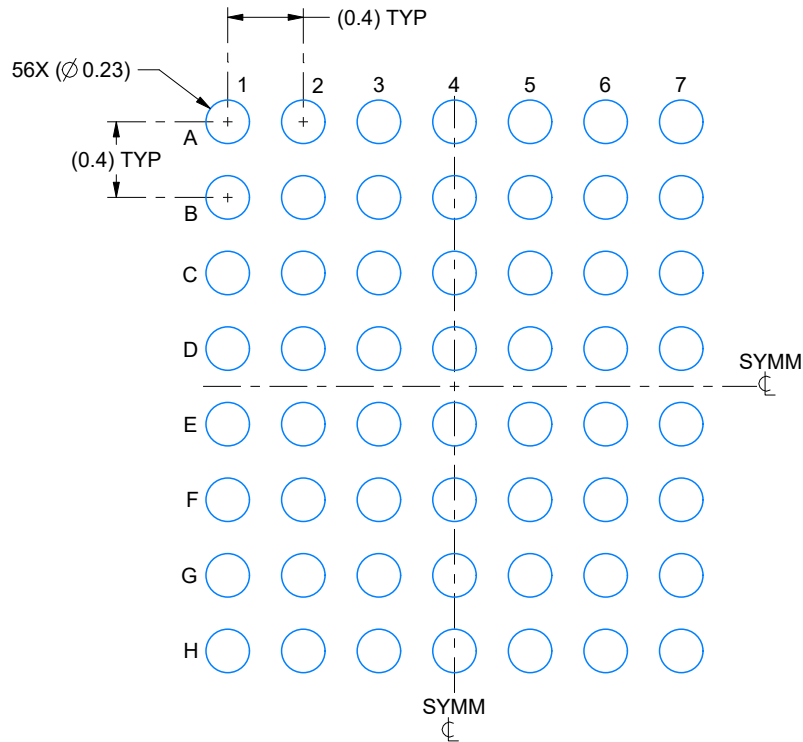 (0.4) TYP
56X (∅ 0.23)
1 2 3 4 5 6 7
A
(0.4) TYP
B
C
D
SYMM
℄
E
F
G
H
SYMM
℄